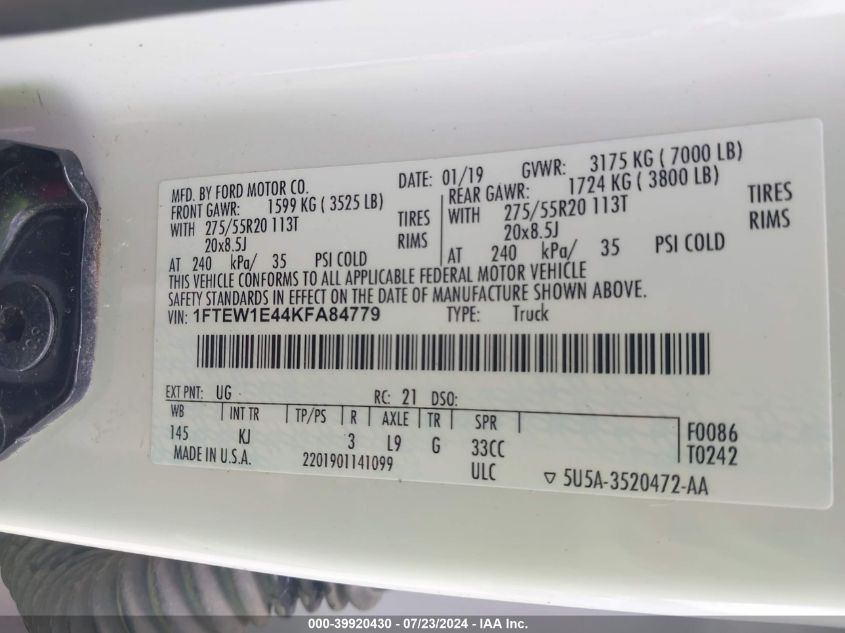 MFD. BY FORD MOTOR CO. DATE: 01/19 GVWR: 3175 KG ( 7000 LB)
FRONT GAWR: 1599 KG ( 3525 LB) REAR GAWR: 1724 KG ( 3800 LB)
WITH 275/55R20 113T TIRES WITH 275/55R20 113T TIRES
20x8.5J RIMS 20x8.5J RIMS
AT 240 kPa/ 35 PSI COLD AT 240 kPa/ 35 PSI COLD
THIS VEHICLE CONFORMS TO ALL APPLICABLE FEDERAL MOTOR VEHICLE
SAFETY STANDARDS IN EFFECT ON THE DATE OF MANUFACTURE SHOWN ABOVE.
VIN: 1FTEW1E44KFA84779 TYPE: Truck
EXT PNT: UG RC: 21 DSO:
WB INT TR TP/PS R AXLE TR SPR
145 KJ 3 L9 G 33CC F0086
MADE IN U.S.A. 2201901141099 ULC T0242
▽ 5U5A-3520472-AA
000-39920430 - 07/23/2024 - IAA Inc.